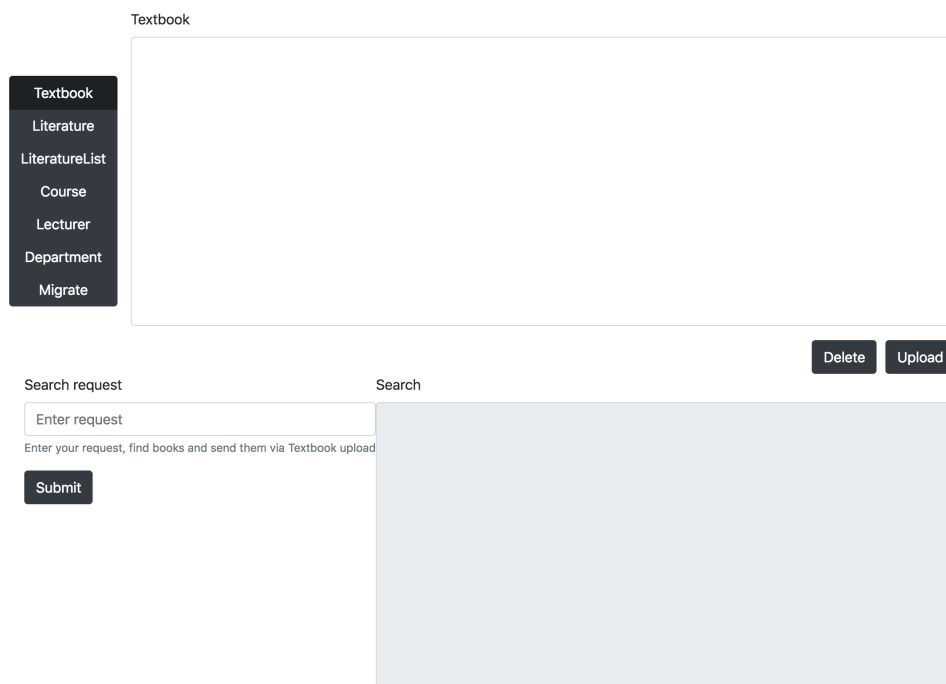 Textbook
Textbook
Literature
LiteratureList
Course
Lecturer
Department
Migrate
Delete
Upload
Search request
Search
Enter request
Enter your request, find books and send them via Textbook upload
Submit